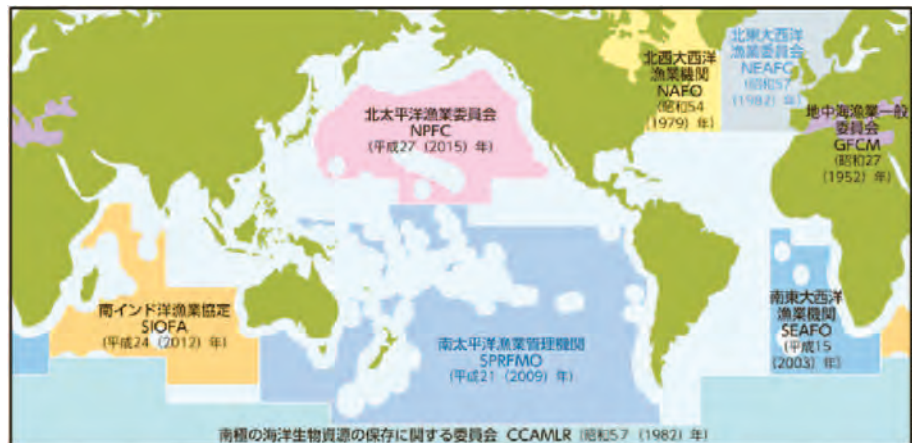 北太平洋漁業委員会
NPFC
(平成27 (2015) 年)
北西大西洋
漁業機関
NAFO
(昭和54
(1979) 年)
北東大西洋
漁業委員会
NEAFC
(昭和57
(1982) 年)
地中海漁業一般
委員会
GFCM
(昭和27
(1952) 年)
南インド洋漁業協定
SIOFA
(平成24 (2012) 年)
南太平洋漁業管理機関
SPRFMO
(平成21 (2009) 年)
南東大西洋
漁業機関
SEAFO
(平成15
(2003) 年)
南極の海洋生物資源の保存に関する委員会 CCAMLR (昭和57 (1982) 年)